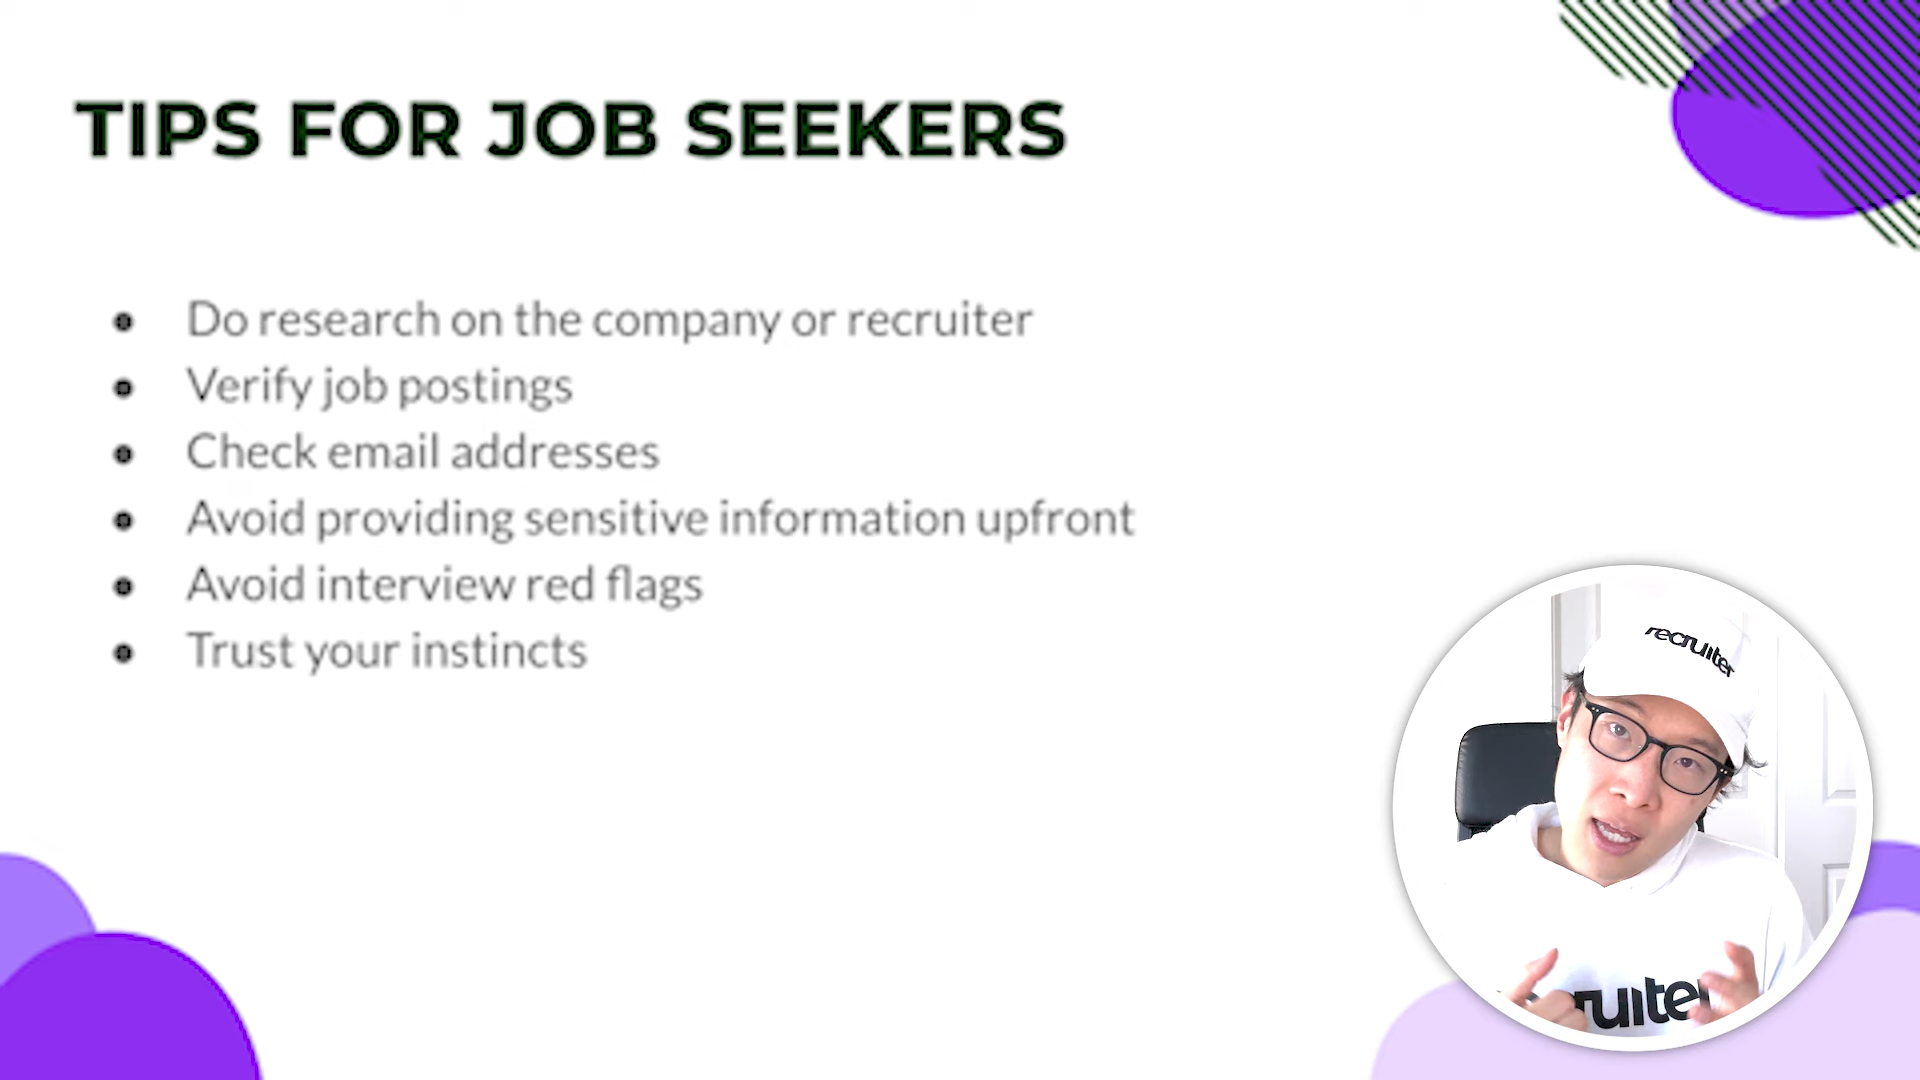 TIPS FOR JOB SEEKERS
• Do research on the company or recruiter
• Verify job postings
• Check email addresses
• Avoid providing sensitive information upfront
• Avoid interview red flags
• Trust your instincts
recruiter